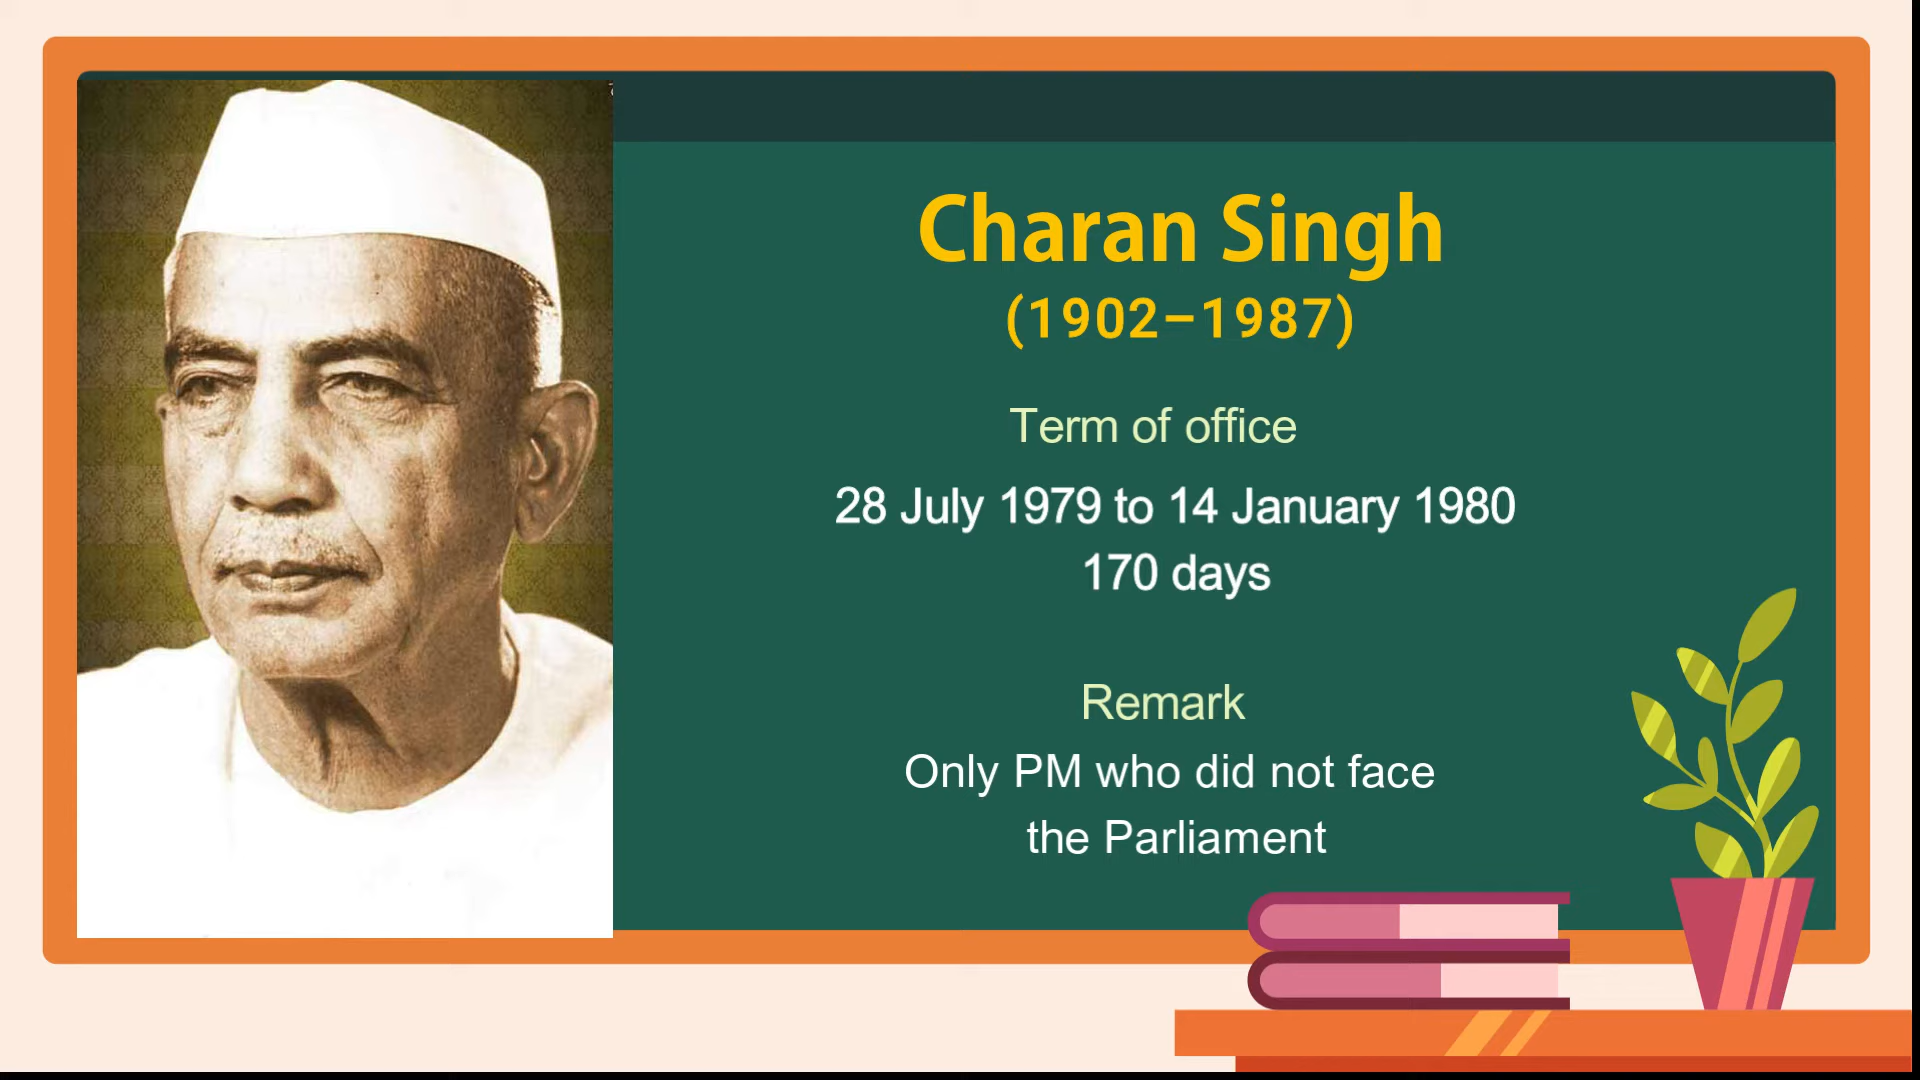 Charan Singh
(1902–1987)
Term of office
28 July 1979 to 14 January 1980
170 days
Remark
Only PM who did not face
the Parliament